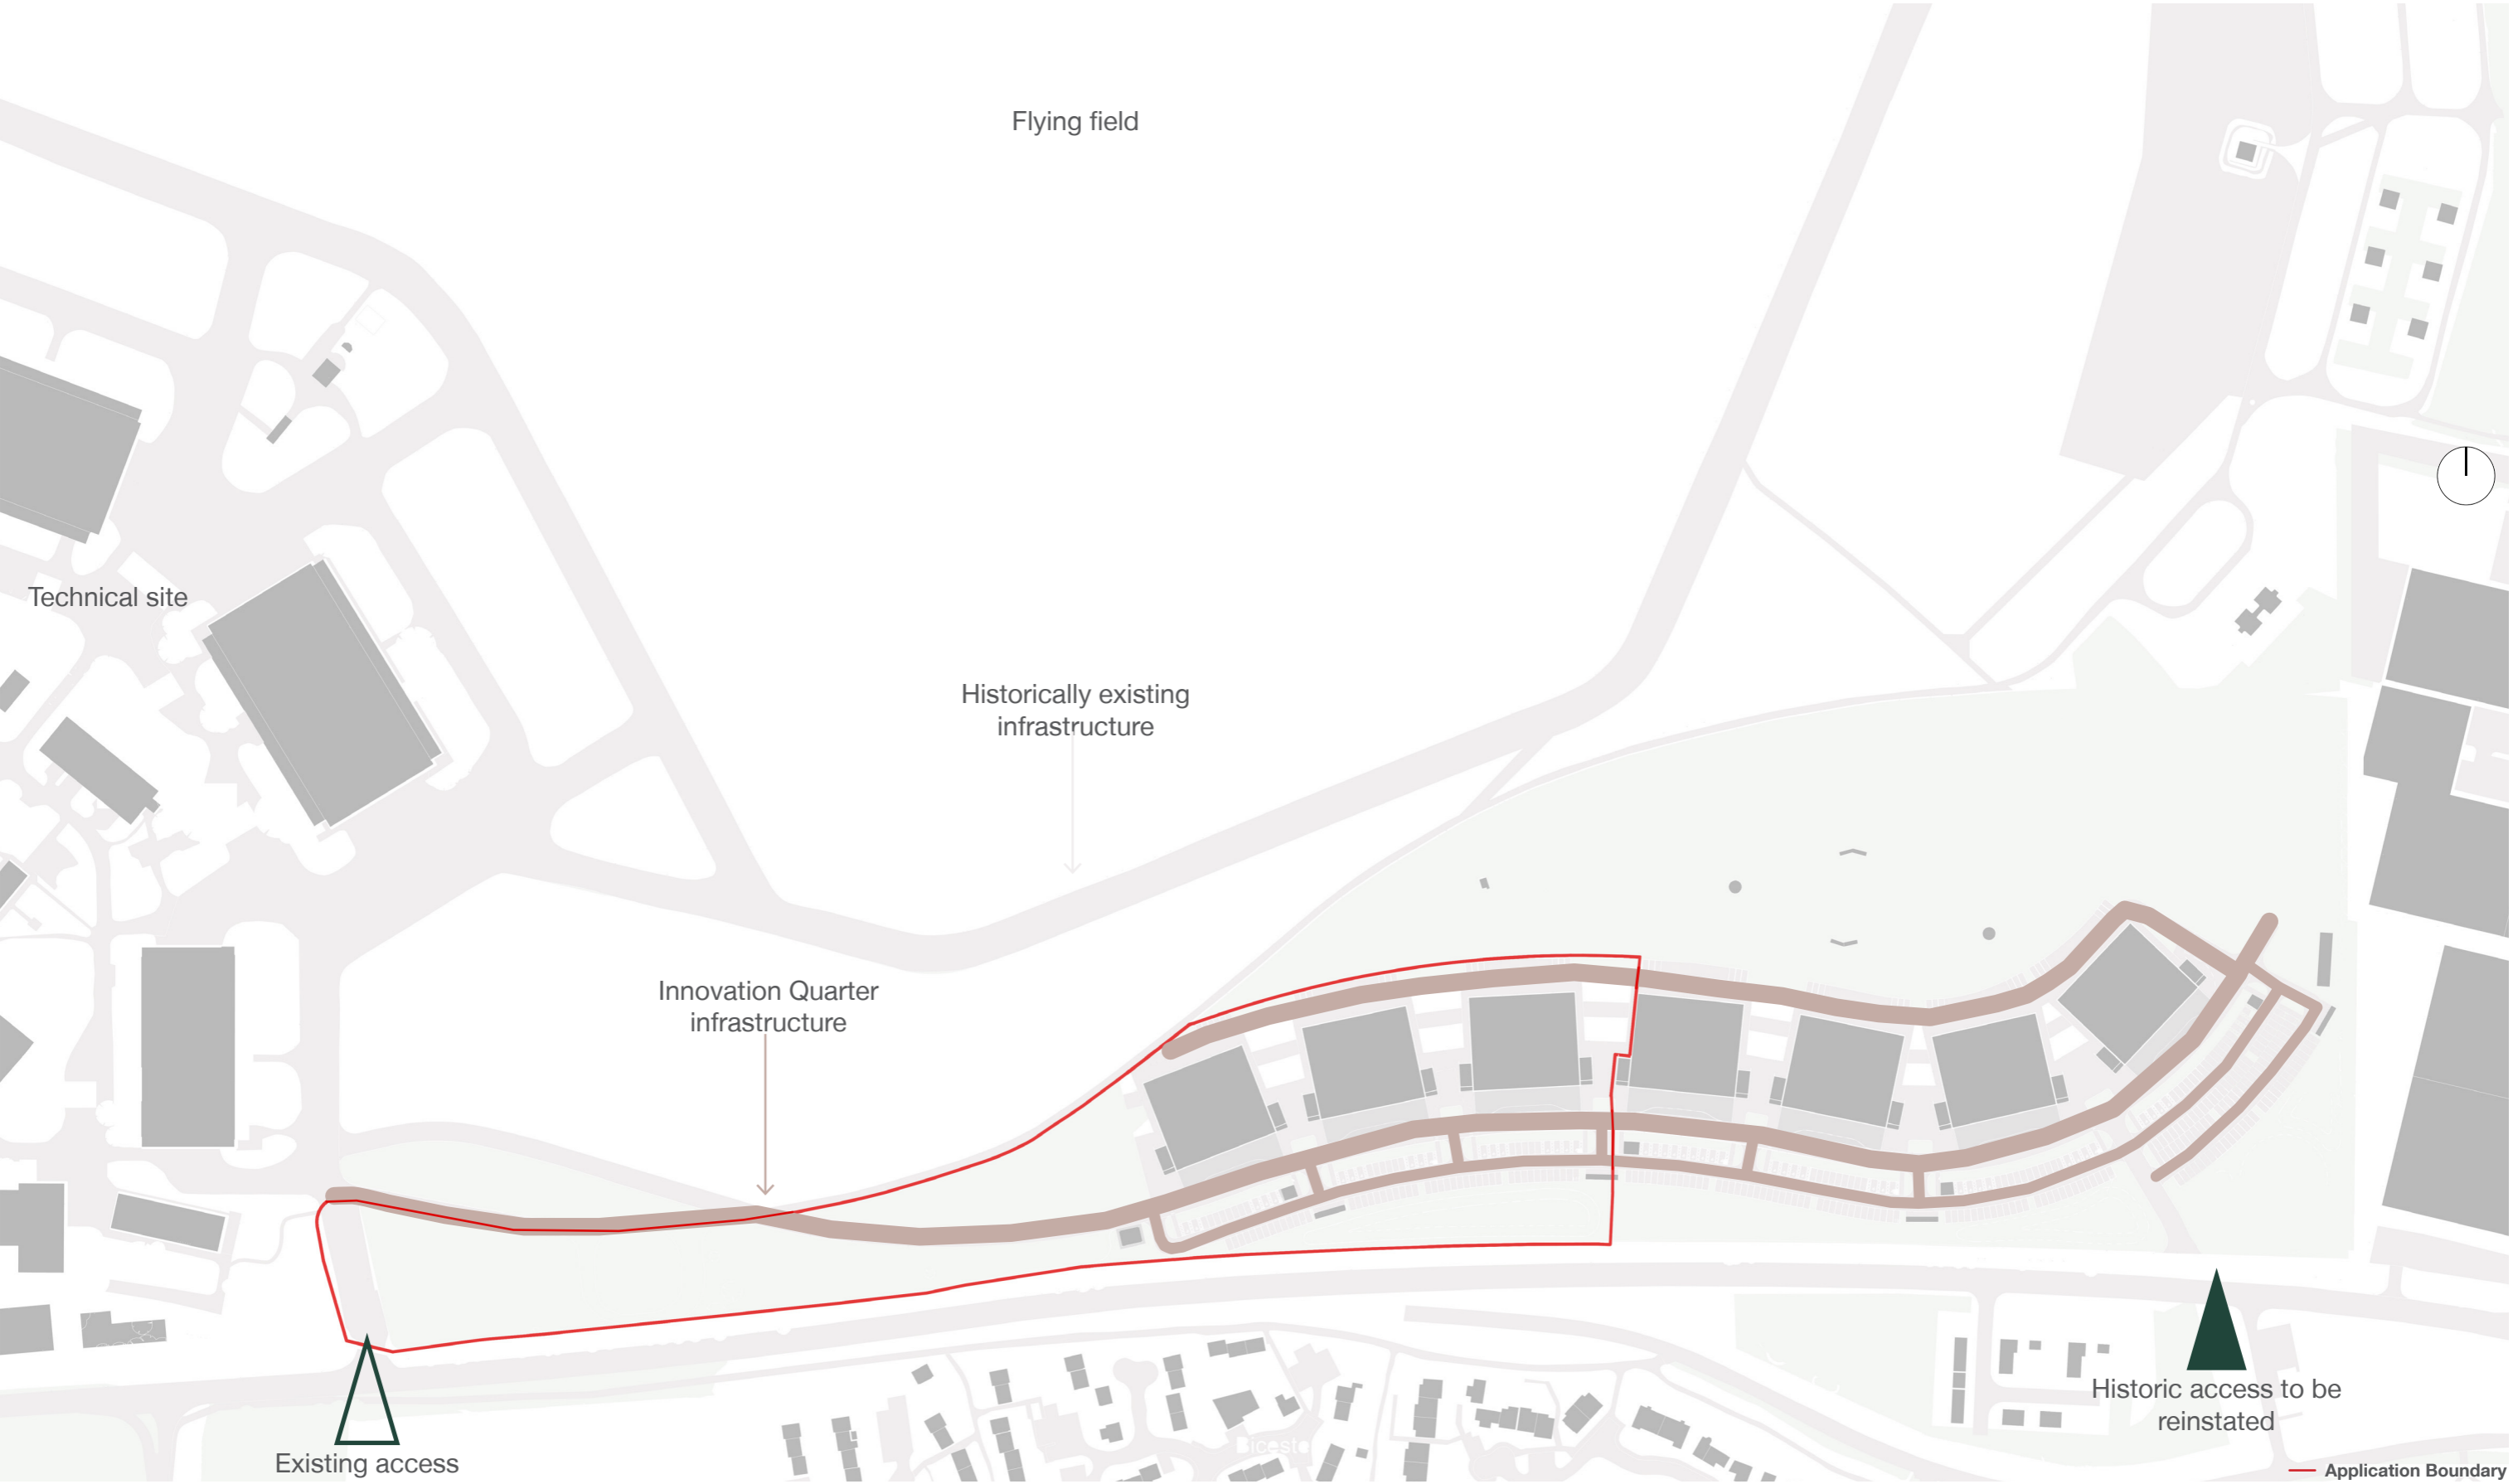 Flying field
Technical site
Historically existing
infrastructure
Innovation Quarter
infrastructure
Historic access to be
reinstated
Existing access
Application Boundary